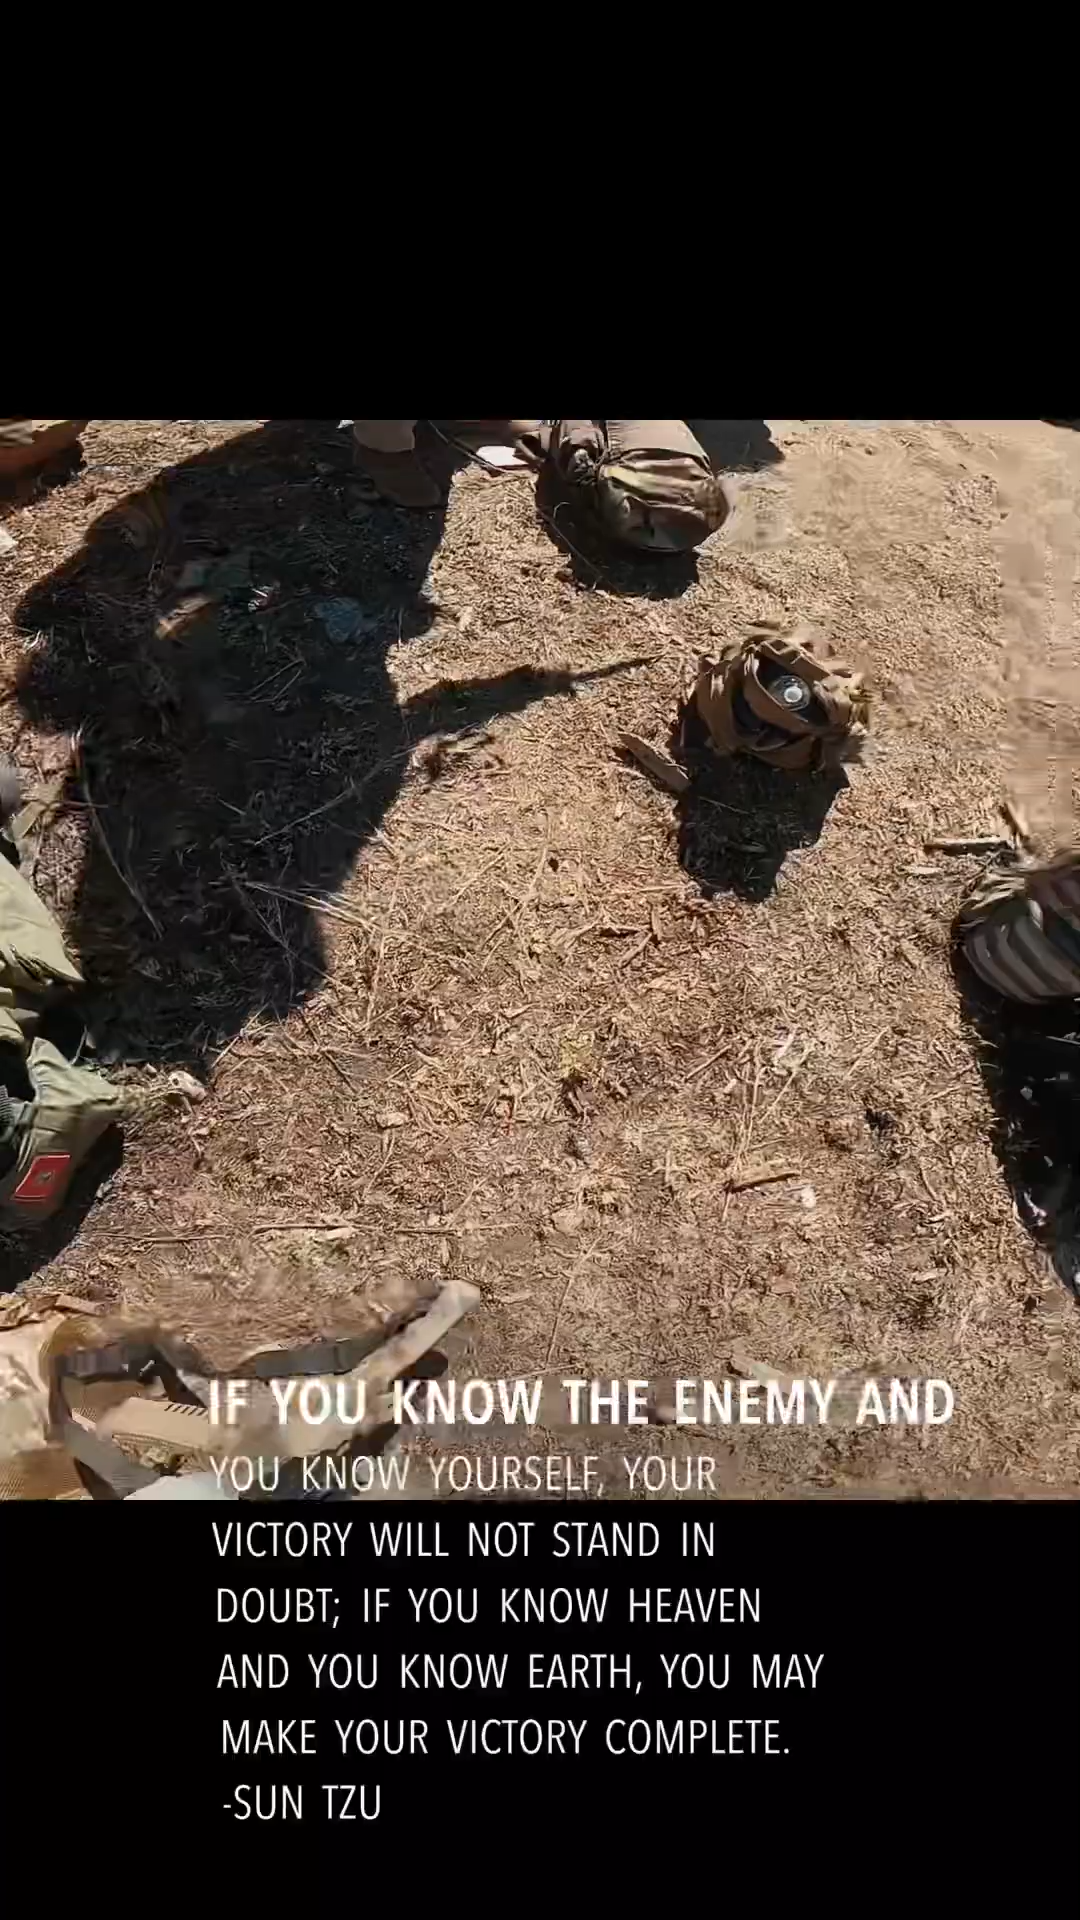 IF YOU KNOW THE ENEMY AND
YOU KNOW YOURSELF, YOUR
VICTORY WILL NOT STAND IN
DOUBT; IF YOU KNOW HEAVEN
AND YOU KNOW EARTH, YOU MAY
MAKE YOUR VICTORY COMPLETE.
-SUN TZU